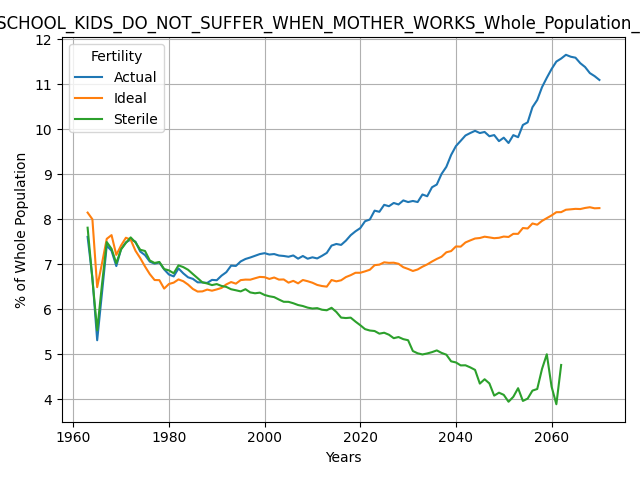 SCHOOL_KIDS_DO_NOT_SUFFER_WHEN_MOTHER_WORKS_Whole_Population_
12
11
10
9
8
7
6
5
4
% of Whole Population
Fertility
Actual
Ideal
Sterile
1960 1980 2000 2020 2040 2060
Years